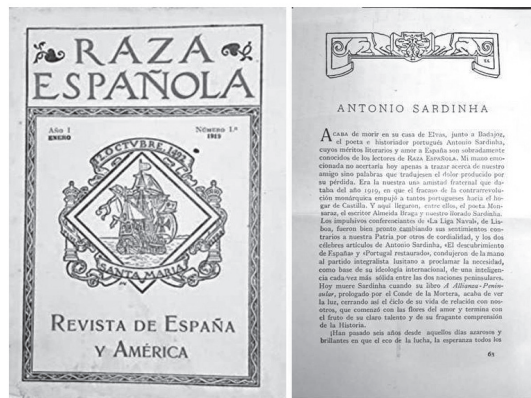 RAZA
ESPAÑOLA
AÑO I
ENERO
NÚMERO 1.º
1919
12 OCTVBRE 1492
SANTA MARIA
REVISTA DE ESPAÑA
Y AMÉRICA
ANTONIO SARDINHA
ACABA de morir en su casa de Elvas, junto a Badajoz,
el poeta e historiador portugués Antonio Sardinha,
cuyos méritos literarios y amor a España son sobradamente
conocidos de los lectores de RAZA ESPAÑOLA. Mi mano emo-
cionada no acertaría hoy apenas a trazar acerca de nuestro
amigo sino palabras que tradujesen el dolor producido por
su pérdida. Era la nuestra una amistad fraternal que da-
taba del año 1919, en que el fracaso de la contrarrevolu-
ción monárquica empujó a tantos portugueses hacia el ho-
gar de Castilla. Y aquí llegaron, entre ellos, el poeta Mon-
saraz, el escritor Almeida Braga y nuestro llorado Sardinha.
Los impulsivos conferenciantes de «La Liga Naval», de Lis-
boa, fueron bien pronto cambiando sus sentimientos con-
trarios a nuestra Patria por otros de cordialidad, y los dos
célebres artículos de Antonio Sardinha, «El descubrimiento
de España» y «Portugal restaurado», condujeron de la mano
al partido integralista lusitano a proclamar la necesidad,
como base de su ideología internacional, de una inteligen-
cia cada vez más sólida entre las dos naciones peninsulares.
Hoy muere Sardinha cuando su libro A Allianza Penin-
sular, prologado por el Conde de la Mortera, acaba de ver
la luz, cerrando así el ciclo de su vida de relación con nos-
otros, que comenzó con las flores del amor y termina con
el fruto de su claro talento y de su fragante comprensión
de la Historia.
¡Han pasado seis años desde aquellos días azarosos y
brillantes en que el eco de la lucha, la esperanza todos los
65